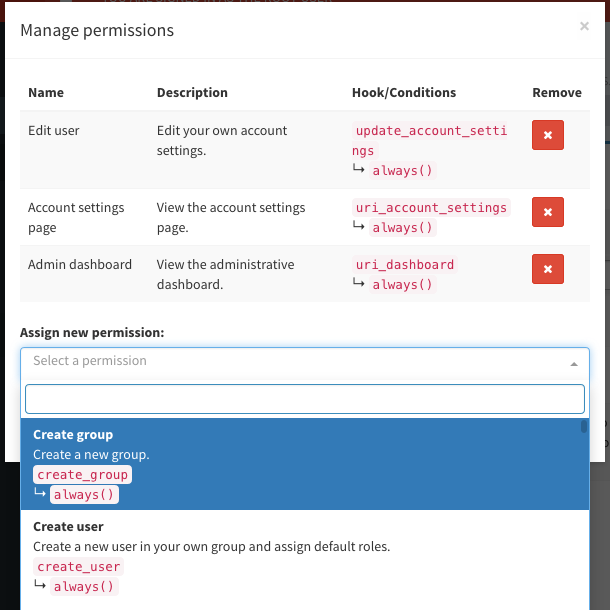 Manage permissions ×
Name Description Hook/Conditions Remove
Edit user Edit your own account update_account_setti
settings. ngs
↳ always()
Account settings View the account settings uri_account_settings
page page. ↳ always()
Admin dashboard View the administrative uri_dashboard
dashboard. ↳ always()
Assign new permission:
Select a permission
Create group
Create a new group.
create_group
↳ always()
Create user
Create a new user in your own group and assign default roles.
create_user
↳ always()